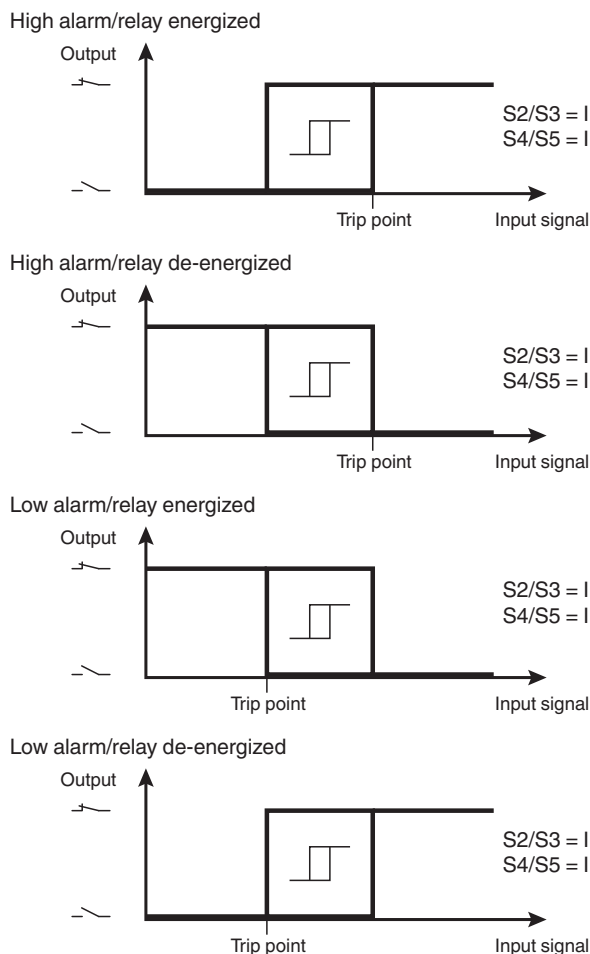 High alarm/relay energized
Output
S2/S3 = I
S4/S5 = I
Trip point
Input signal
High alarm/relay de-energized
Output
S2/S3 = I
S4/S5 = I
Trip point
Input signal
Low alarm/relay energized
Output
S2/S3 = I
S4/S5 = I
Trip point
Input signal
Low alarm/relay de-energized
Output
S2/S3 = I
S4/S5 = I
Trip point
Input signal